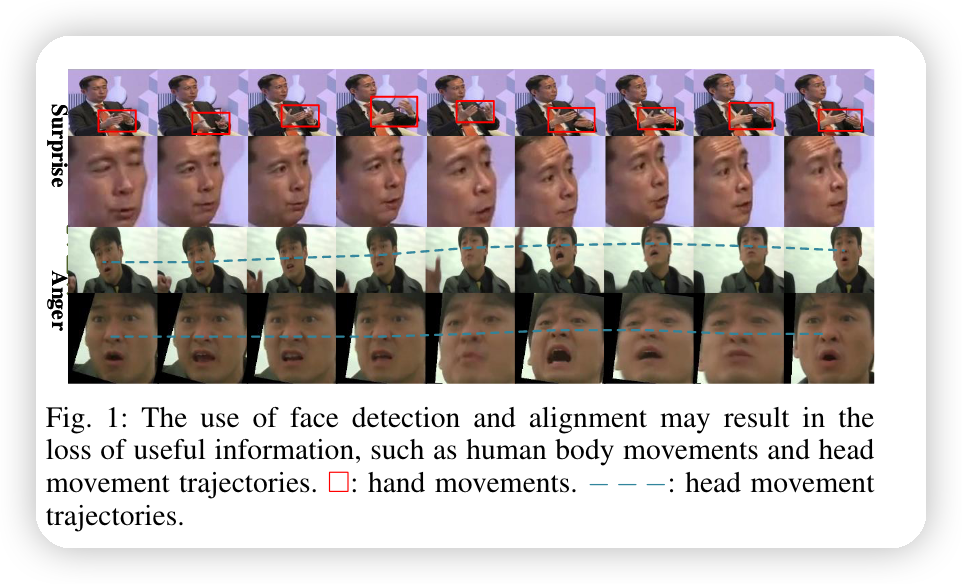 Surprise
Anger
Fig. 1: The use of face detection and alignment may result in the
loss of useful information, such as human body movements and head
movement trajectories. □: hand movements. – – –: head movement
trajectories.